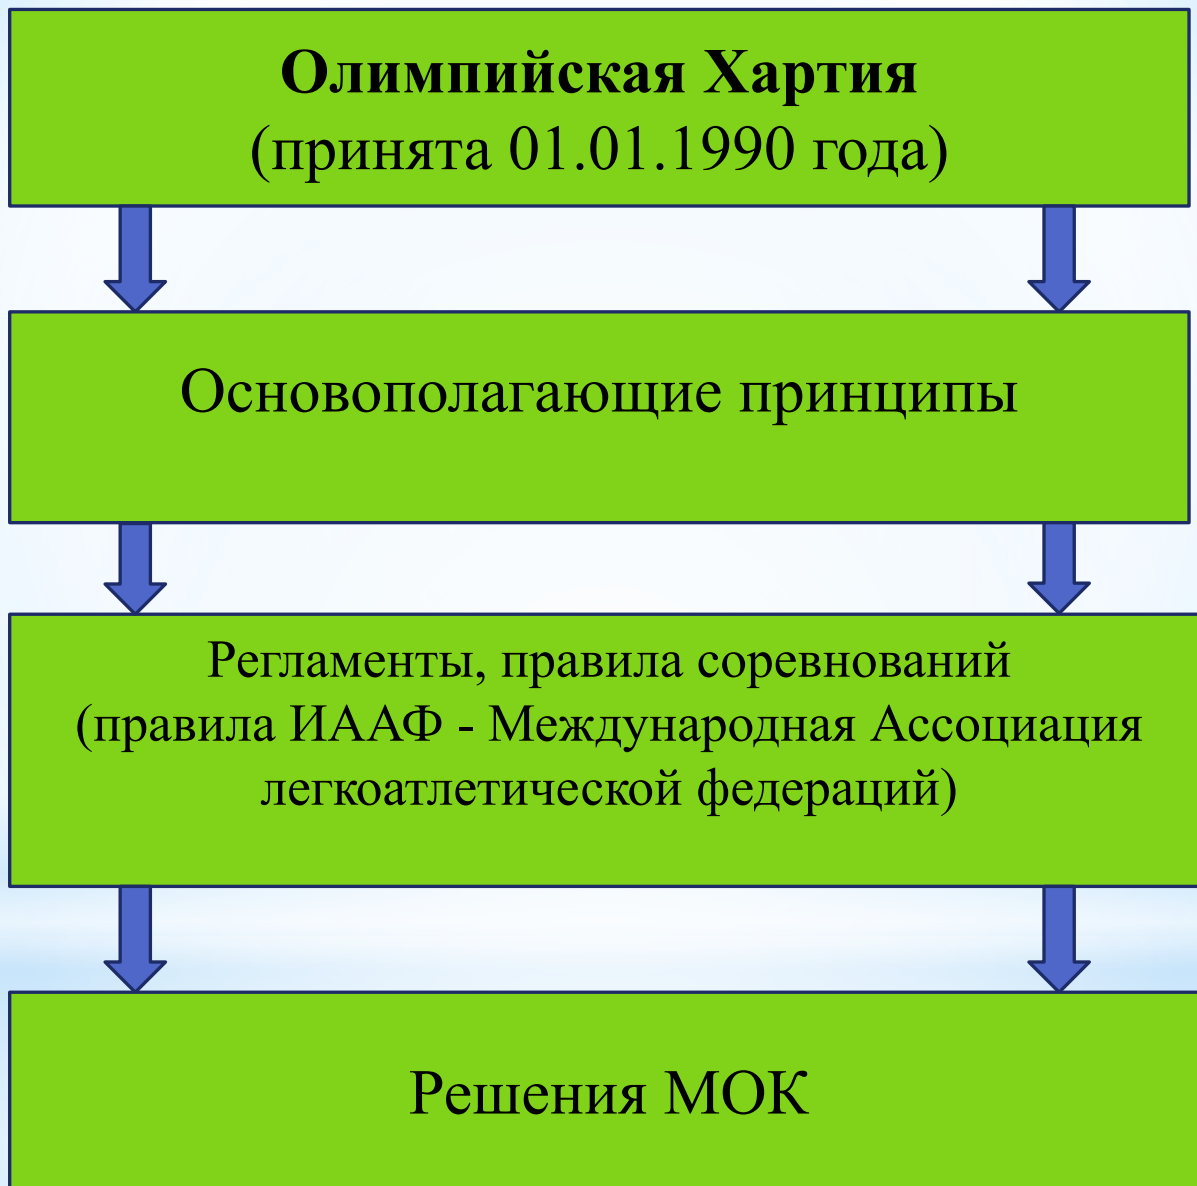 Олимпийская Хартия
(принята 01.01.1990 года)
Основополагающие принципы
Регламенты, правила соревнований
(правила ИААФ - Международная Ассоциация
легкоатлетической федераций)
Решения МОК